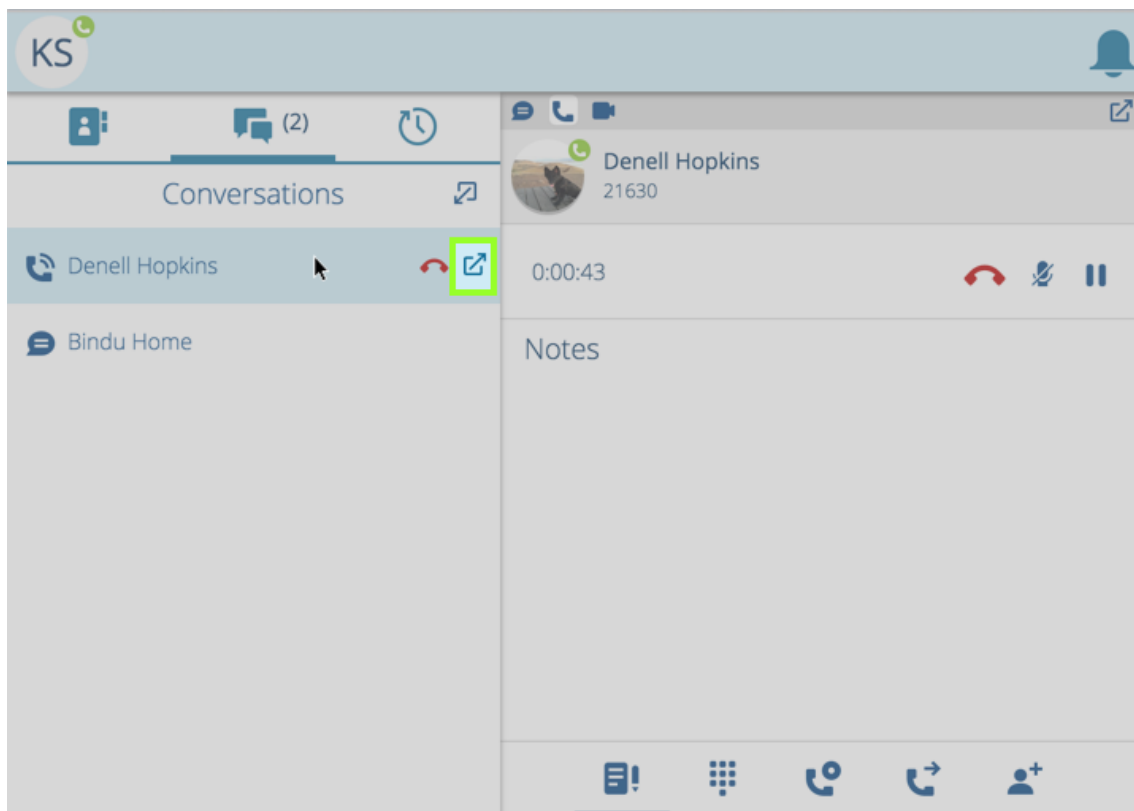 KS
(2)
Conversations
Denell Hopkins
Bindu Home
Denell Hopkins
21630
0:00:43
Notes